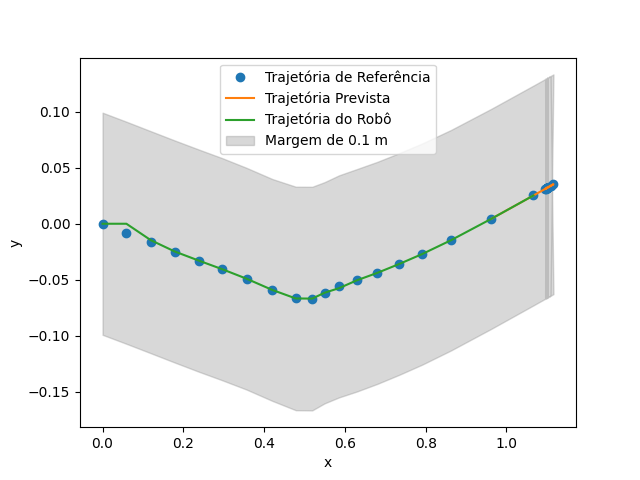 Trajetória de Referência
Trajetória Prevista
Trajetória do Robô
Margem de 0.1 m
0.10
0.05
0.00
−0.05
−0.10
−0.15
y
0.0 0.2 0.4 0.6 0.8 1.0
x